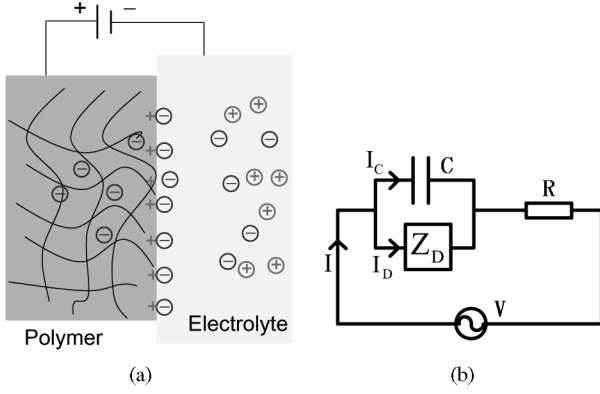 + −
Polymer
Electrolyte
(a)
I_C C
R
Z_D
I I_D
V
(b)